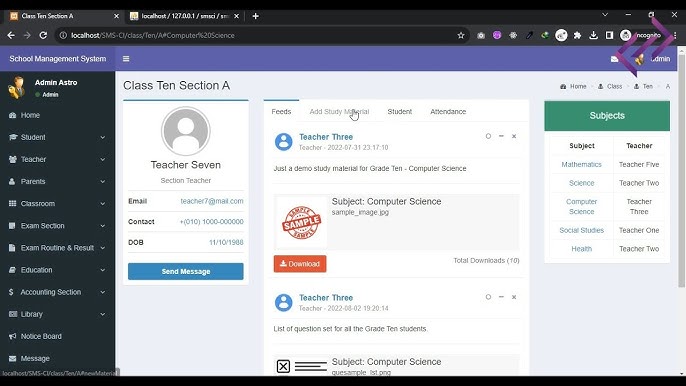 Class Ten Section A
localhost / 127.0.0.1 / smsci / s
localhost/SMS-CI/class/Ten/A#Computer%20Science
Incognito
School Management System
admin
Admin Astro
Admin
Home
Student
Teacher
Parents
Classroom
Exam Section
Exam Routine & Result
Education
Accounting Section
Library
Notice Board
Message
localhost/SMS-CI/class/Ten/A#newMaterial
Class Ten Section A
Home
Class
Ten
A
Teacher Seven
Section Teacher
Email teacher7@mail.com
Contact +(010) 1000-000000
DOB 11/10/1988
Send Message
Feeds Add Study Material Student Attendance
Teacher Three
Teacher - 2022-07-31 23:17:10
Just a demo study material for Grade Ten - Computer Science
SAMPLE
SAMPLE
SAMPLE
Subject: Computer Science
sample_image.jpg
Download
Total Downloads (10)
Teacher Three
Teacher - 2022-08-02 19:20:14
List of question set for all the Grade Ten students.
Subject: Computer Science
quesample_lst.png
Subjects
Subject Teacher
Mathematics Teacher Five
Science Teacher Two
Computer Science Teacher Three
Social Studies Teacher One
Health Teacher Two